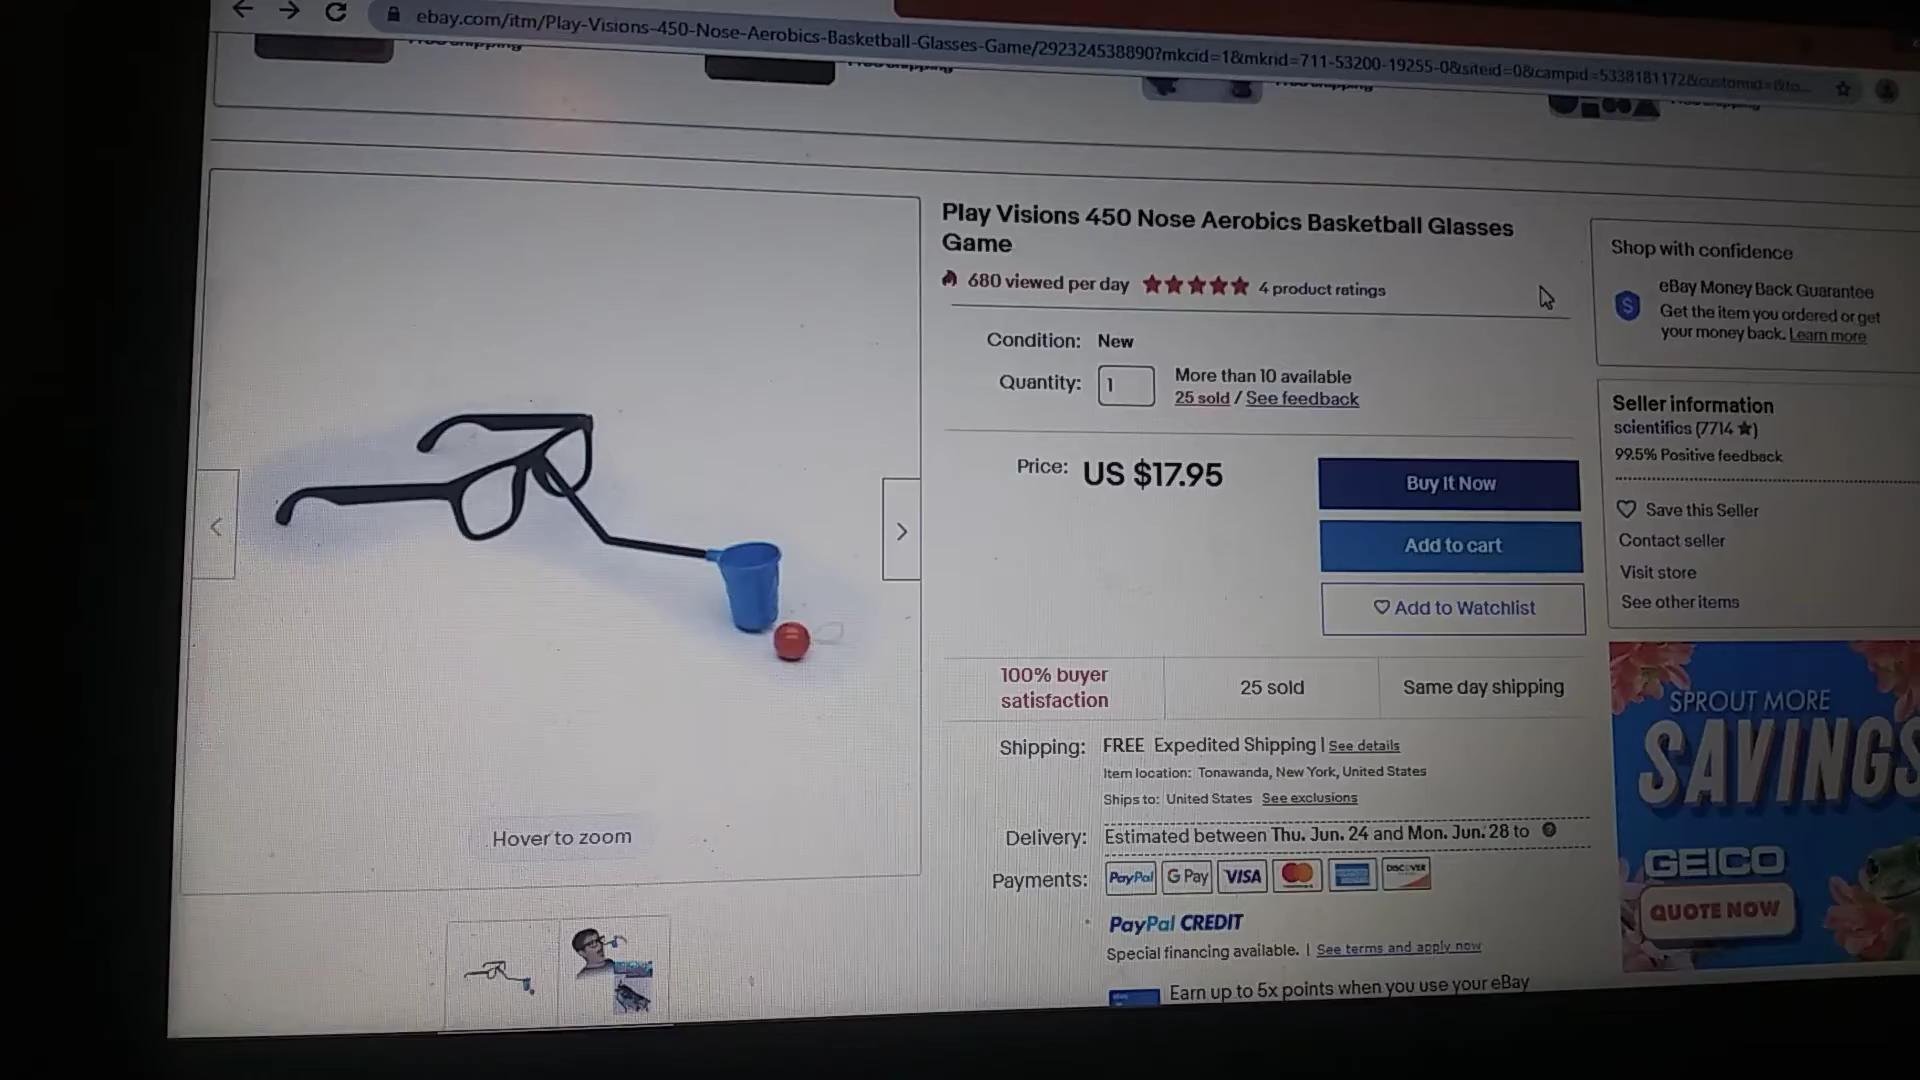 ebay.com/itm/Play-Visions-450-Nose-Aerobics-Basketball-Glasses-Game/292324538890?mkcid=1&mkrid=711-53200-19255-0&siteid=0&campid=5338181172&customid=
Play Visions 450 Nose Aerobics Basketball Glasses
Game
680 viewed per day
4 product ratings
Condition: New
Quantity: 1
More than 10 available
25 sold / See feedback
Price: US $17.95
Buy It Now
Add to cart
Add to Watchlist
100% buyer
satisfaction
25 sold
Same day shipping
Shipping: FREE Expedited Shipping | See details
Item location: Tonawanda, New York, United States
Ships to: United States See exclusions
Delivery: Estimated between Thu. Jun. 24 and Mon. Jun. 28 to
Payments: PayPal G Pay VISA DISCOVER
PayPal CREDIT
Special financing available. | See terms and apply now
Earn up to 5x points when you use your eBay
Hover to zoom
Shop with confidence
eBay Money Back Guarantee
Get the item you ordered or get
your money back. Learn more
Seller information
scientifics (7714 ★)
99.5% Positive feedback
Save this Seller
Contact seller
Visit store
See other items
SPROUT MORE
SAVINGS
GEICO
QUOTE NOW